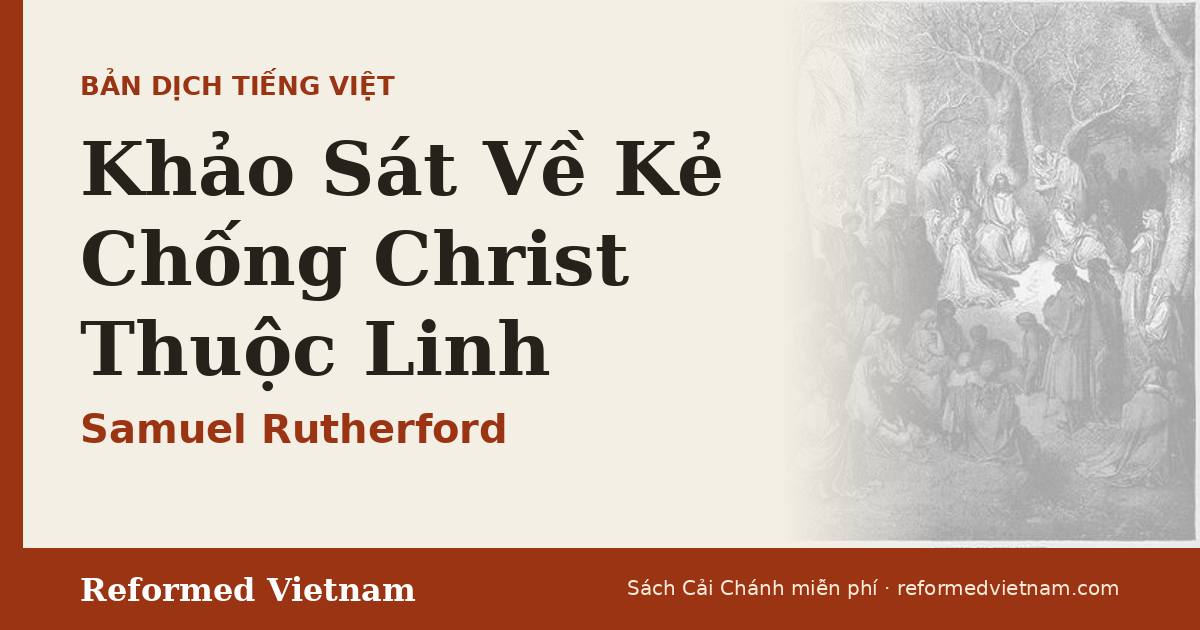 BẢN DỊCH TIẾNG VIỆT
Khảo Sát Về Kẻ
Chống Christ
Thuộc Linh
Samuel Rutherford
Reformed Vietnam
Sách Cải Chánh miễn phí · reformedvietnam.com